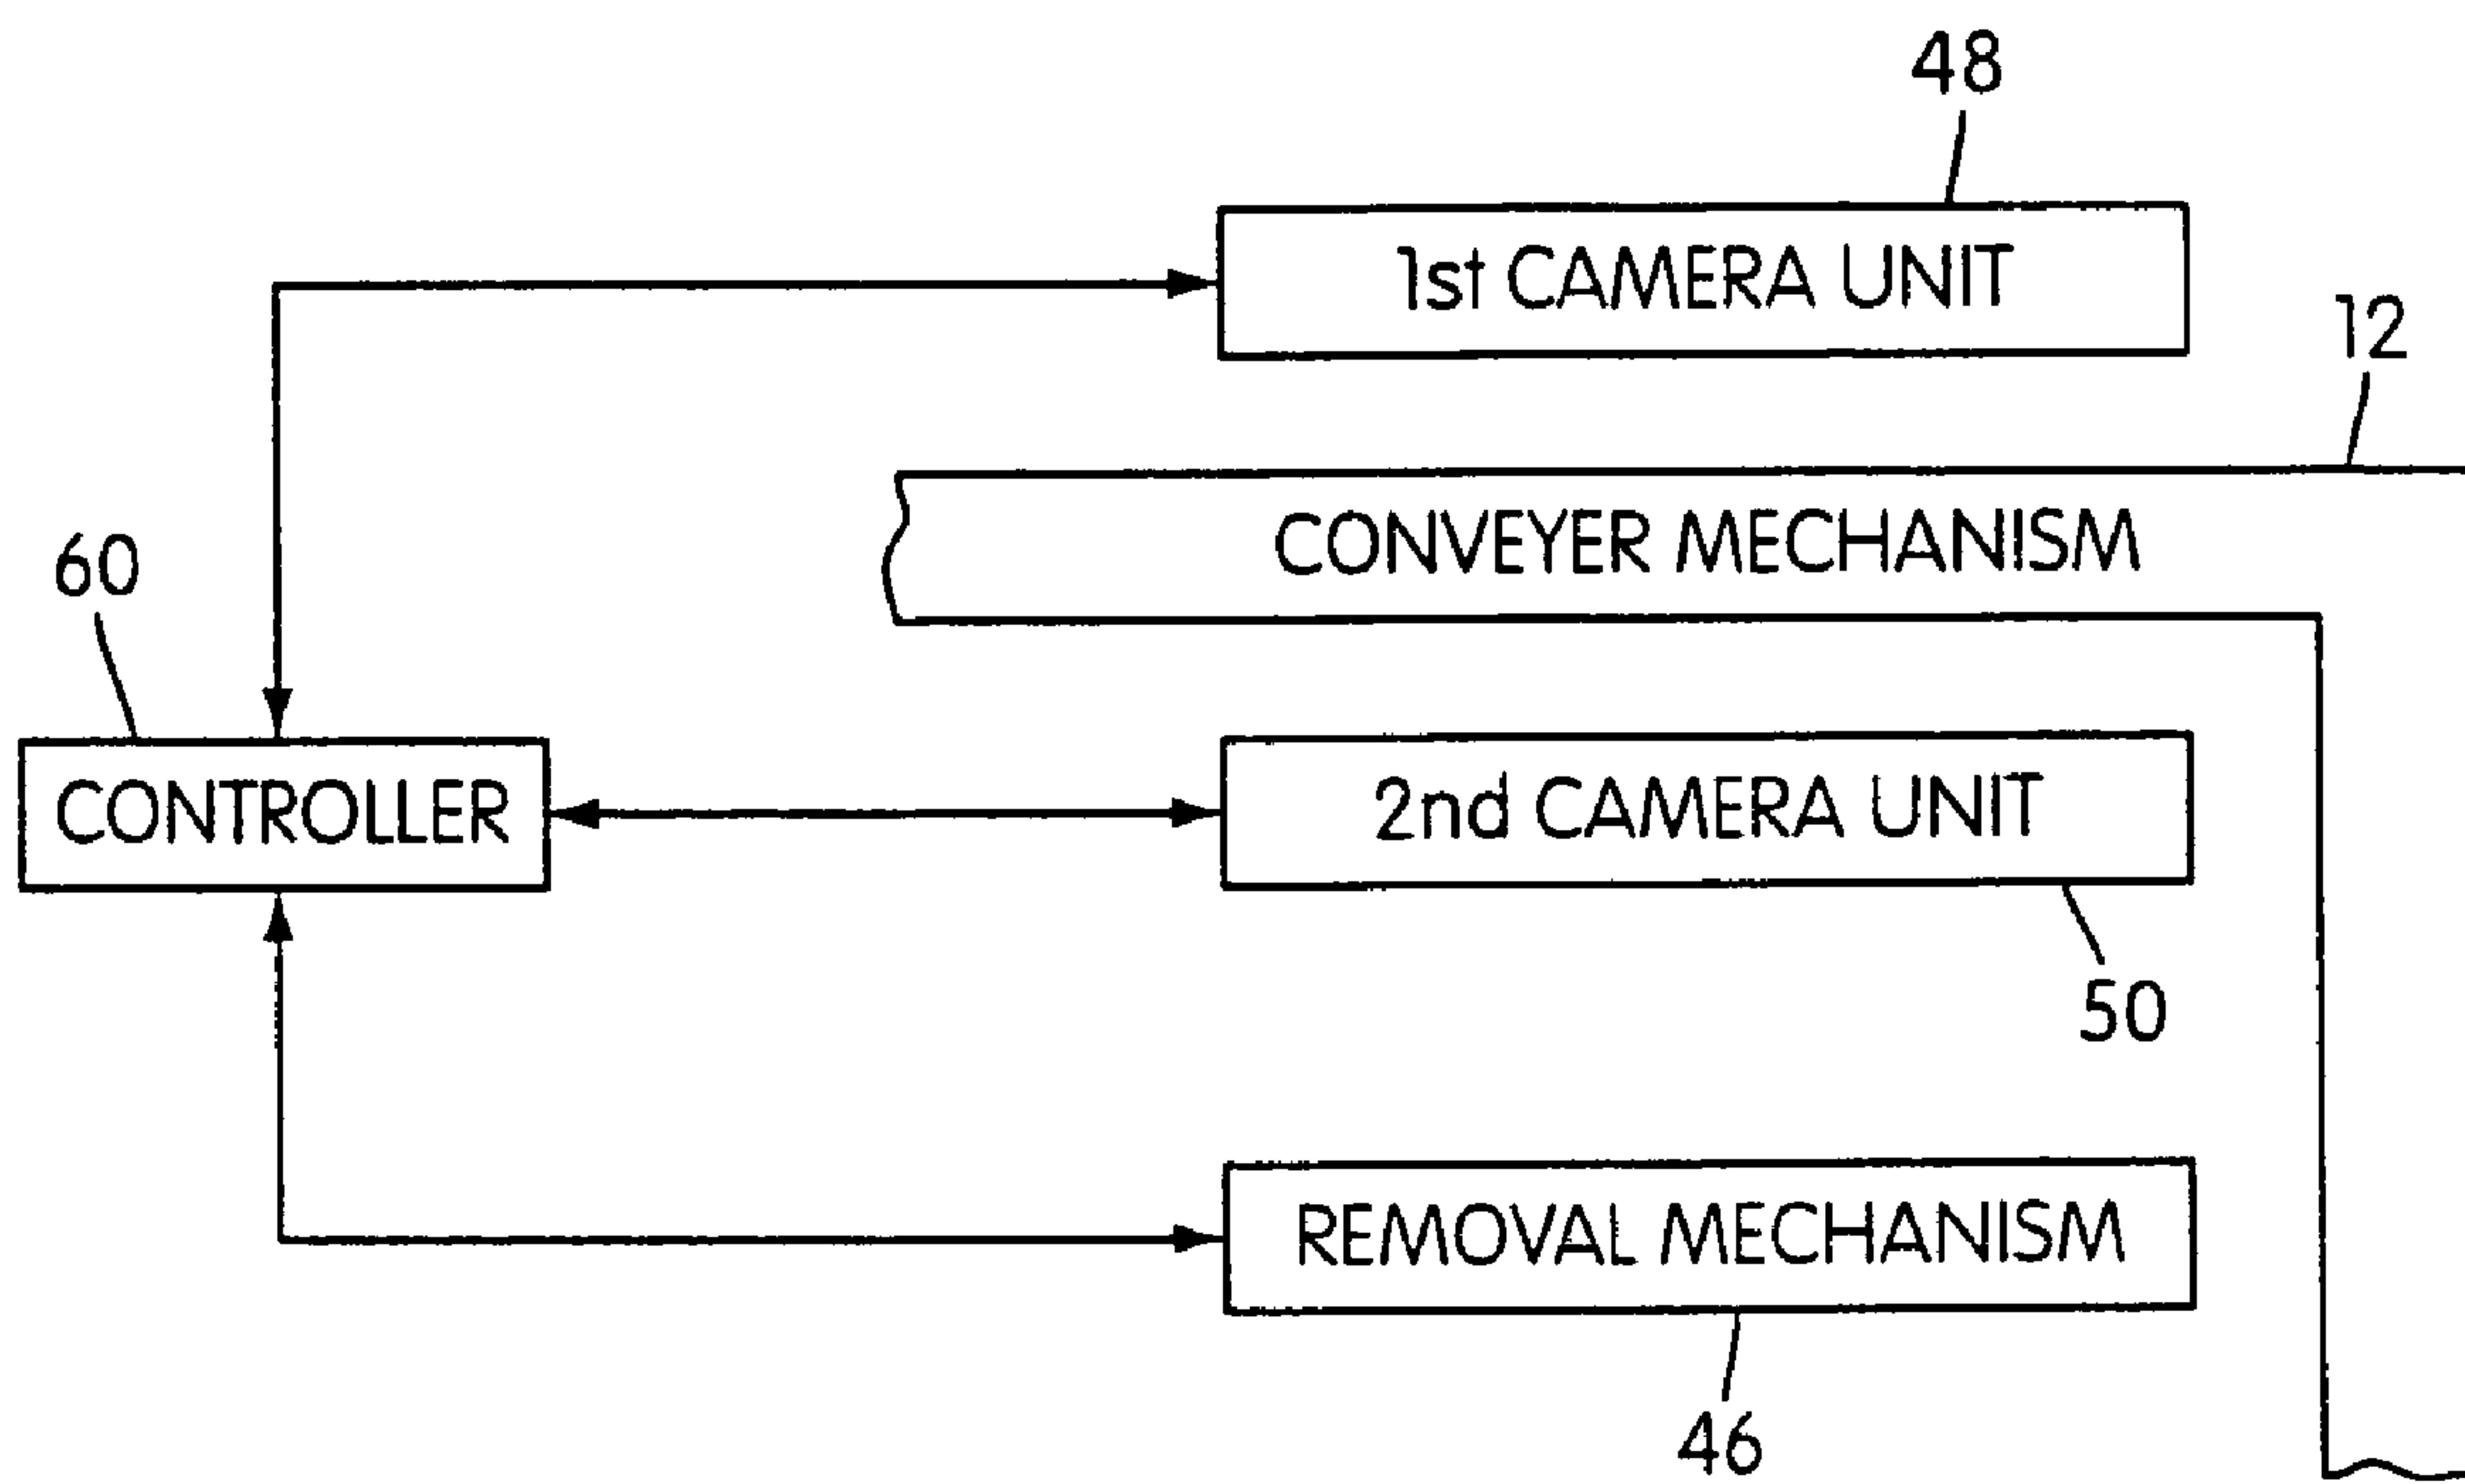 48
1st CAMERA UNIT
12
CONVEYER MECHANISM
60
CONTROLLER
2nd CAMERA UNIT
50
REMOVAL MECHANISM
46